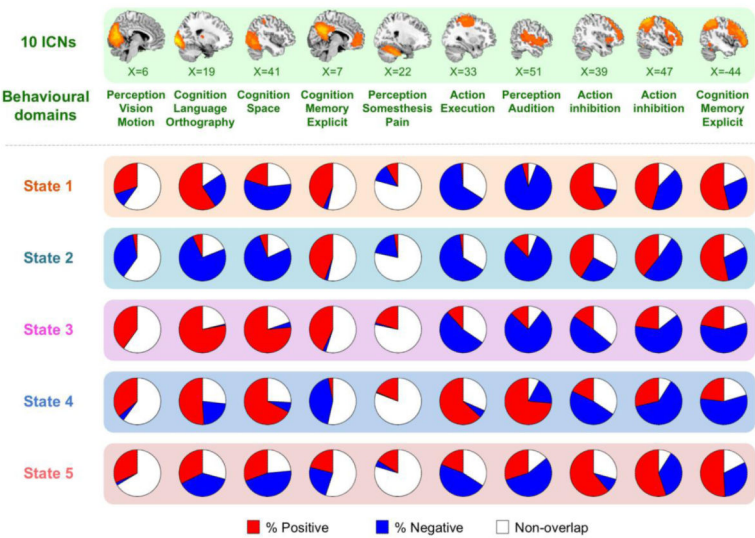 10 ICNs
X=6 X=19 X=41 X=7 X=22 X=33 X=51 X=39 X=47 X=-44
Behavioural
domains
Perception
Vision
Motion
Cognition
Language
Orthography
Cognition
Space
Cognition
Memory
Explicit
Perception
Somesthesis
Pain
Action
Execution
Perception
Audition
Action
inhibition
Action
inhibition
Cognition
Memory
Explicit
State 1
State 2
State 3
State 4
State 5
% Positive % Negative Non-overlap